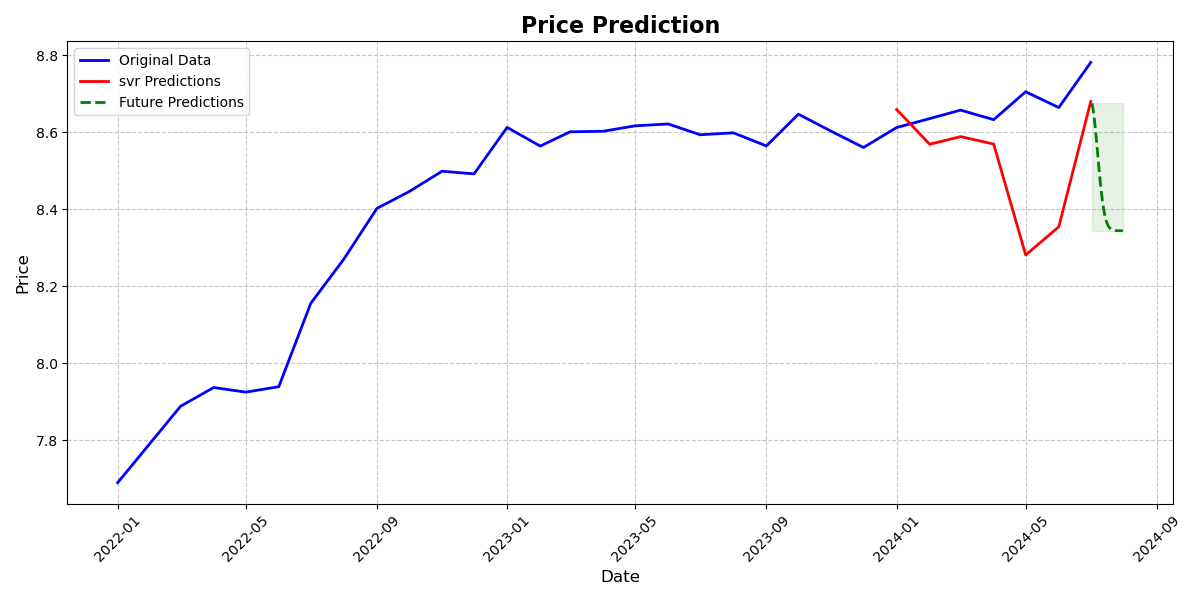 Price Prediction
Original Data
svr Predictions
Future Predictions
Price
8.8
8.6
8.4
8.2
8.0
7.8
2022-01
2022-05
2022-09
2023-01
2023-05
2023-09
2024-01
2024-05
2024-09
Date